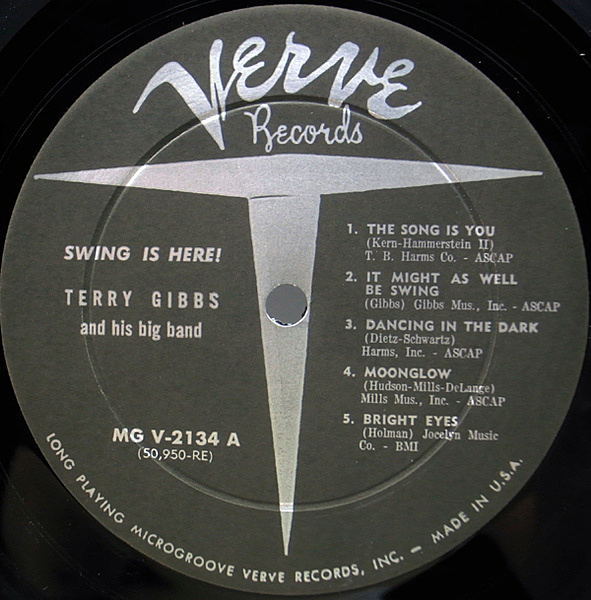 Verve
Records
SWING IS HERE!
TERRY GIBBS
and his big band
MG V-2134 A
(50,950-RE)
1. THE SONG IS YOU
(Kern-Hammerstein II)
T. B. Harms Co. - ASCAP
2. IT MIGHT AS WELL
BE SWING
(Gibbs) Gibbs Mus., Inc. - ASCAP
3. DANCING IN THE DARK
(Dietz-Schwartz)
Harms, Inc. - ASCAP
4. MOONGLOW
(Hudson-Mills-DeLange)
Mills Mus., Inc. - ASCAP
5. BRIGHT EYES
(Holman) Jocelyn Music
Co. - BMI
LONG PLAYING MICROGROOVE VERVE RECORDS, INC. — MADE IN U.S.A.